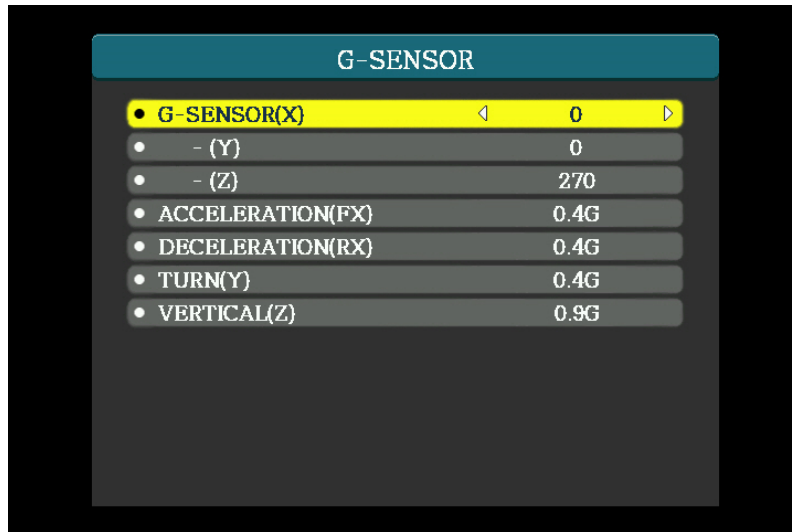 G-SENSOR
G-SENSOR(X) 0
- (Y) 0
- (Z) 270
ACCELERATION(FX) 0.4G
DECELERATION(RX) 0.4G
TURN(Y) 0.4G
VERTICAL(Z) 0.9G